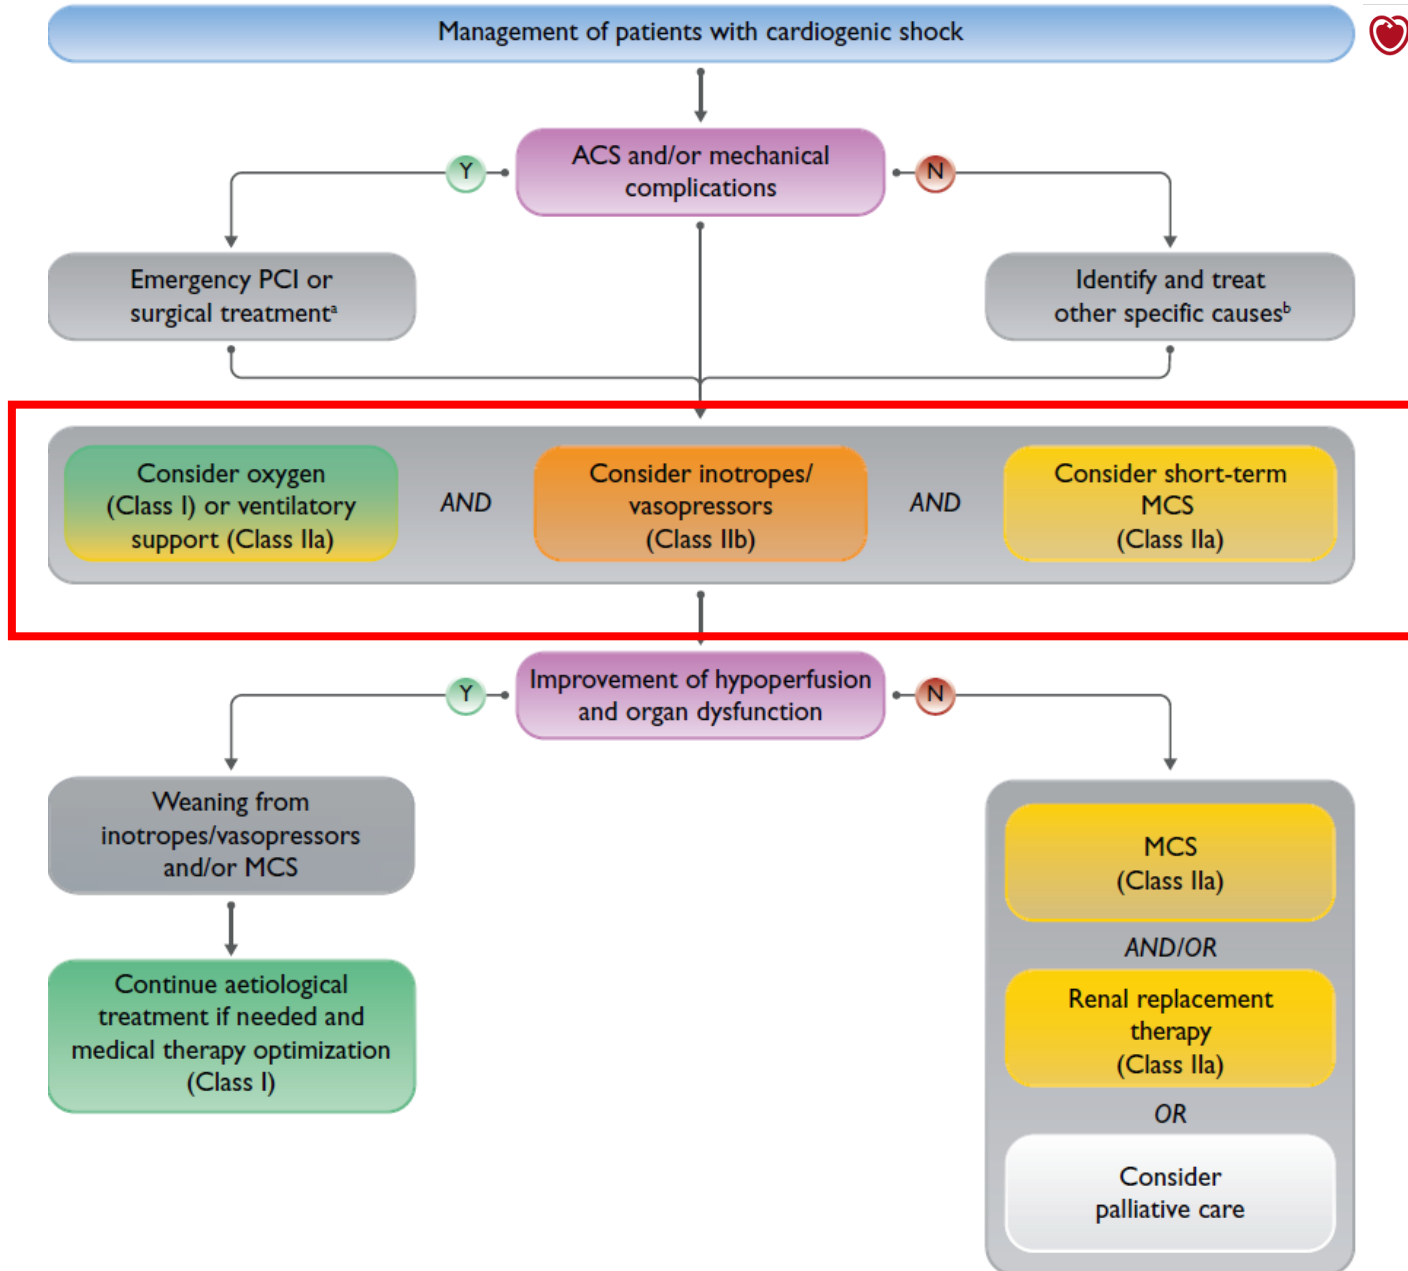 Management of patients with cardiogenic shock
ACS and/or mechanical
complications
Y
N
Emergency PCI or
surgical treatmentᵃ
Identify and treat
other specific causesᵇ
Consider oxygen
(Class I) or ventilatory
support (Class IIa)
AND
Consider inotropes/
vasopressors
(Class IIb)
AND
Consider short-term
MCS
(Class IIa)
Improvement of hypoperfusion
and organ dysfunction
Y
N
Weaning from
inotropes/vasopressors
and/or MCS
Continue aetiological
treatment if needed and
medical therapy optimization
(Class I)
MCS
(Class IIa)
AND/OR
Renal replacement
therapy
(Class IIa)
OR
Consider
palliative care